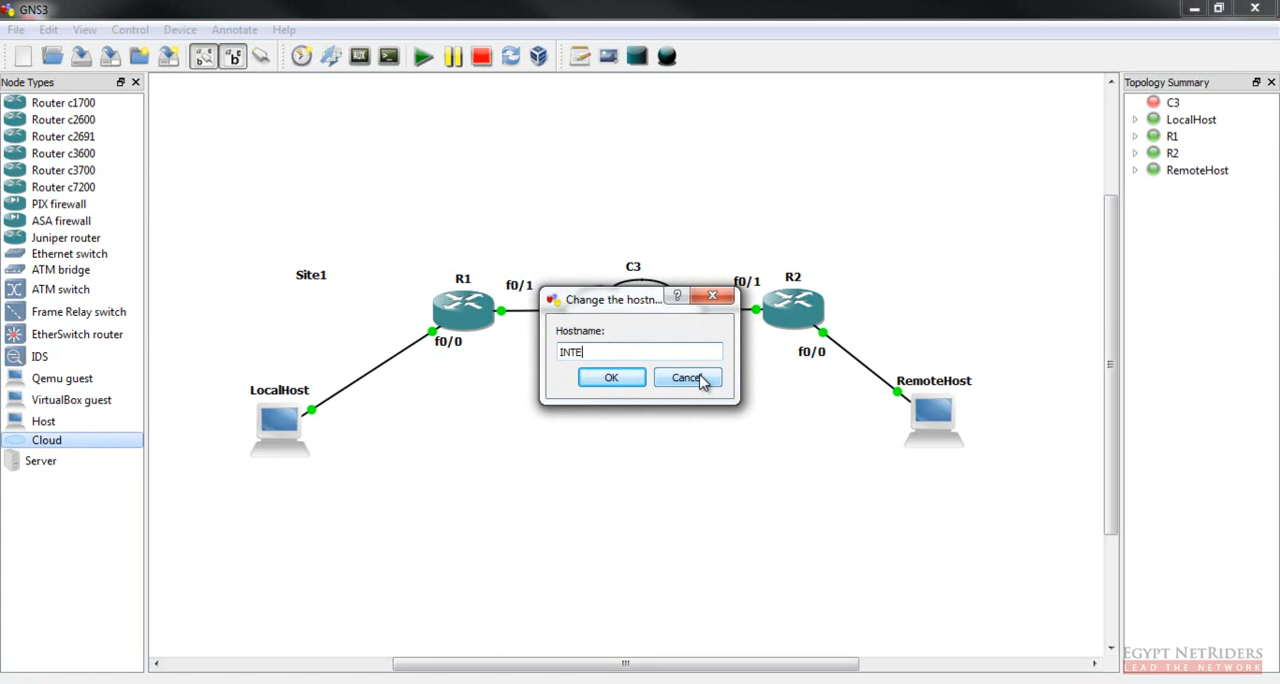 GNS3
File Edit View Control Device Annotate Help
Node Types
Topology Summary
Router c1700
Router c2600
Router c2691
Router c3600
Router c3700
Router c7200
PIX firewall
ASA firewall
Juniper router
Ethernet switch
ATM bridge
ATM switch
Frame Relay switch
EtherSwitch router
IDS
Qemu guest
VirtualBox guest
Host
Cloud
Server
Site1
R1
f0/1
f0/0
LocalHost
C3
f0/1
R2
f0/0
RemoteHost
Change the hostn...
?
Hostname:
INTE
OK
Cancel
C3
LocalHost
R1
R2
RemoteHost
EGYPT NETRIDERS
LEAD THE NETWORK